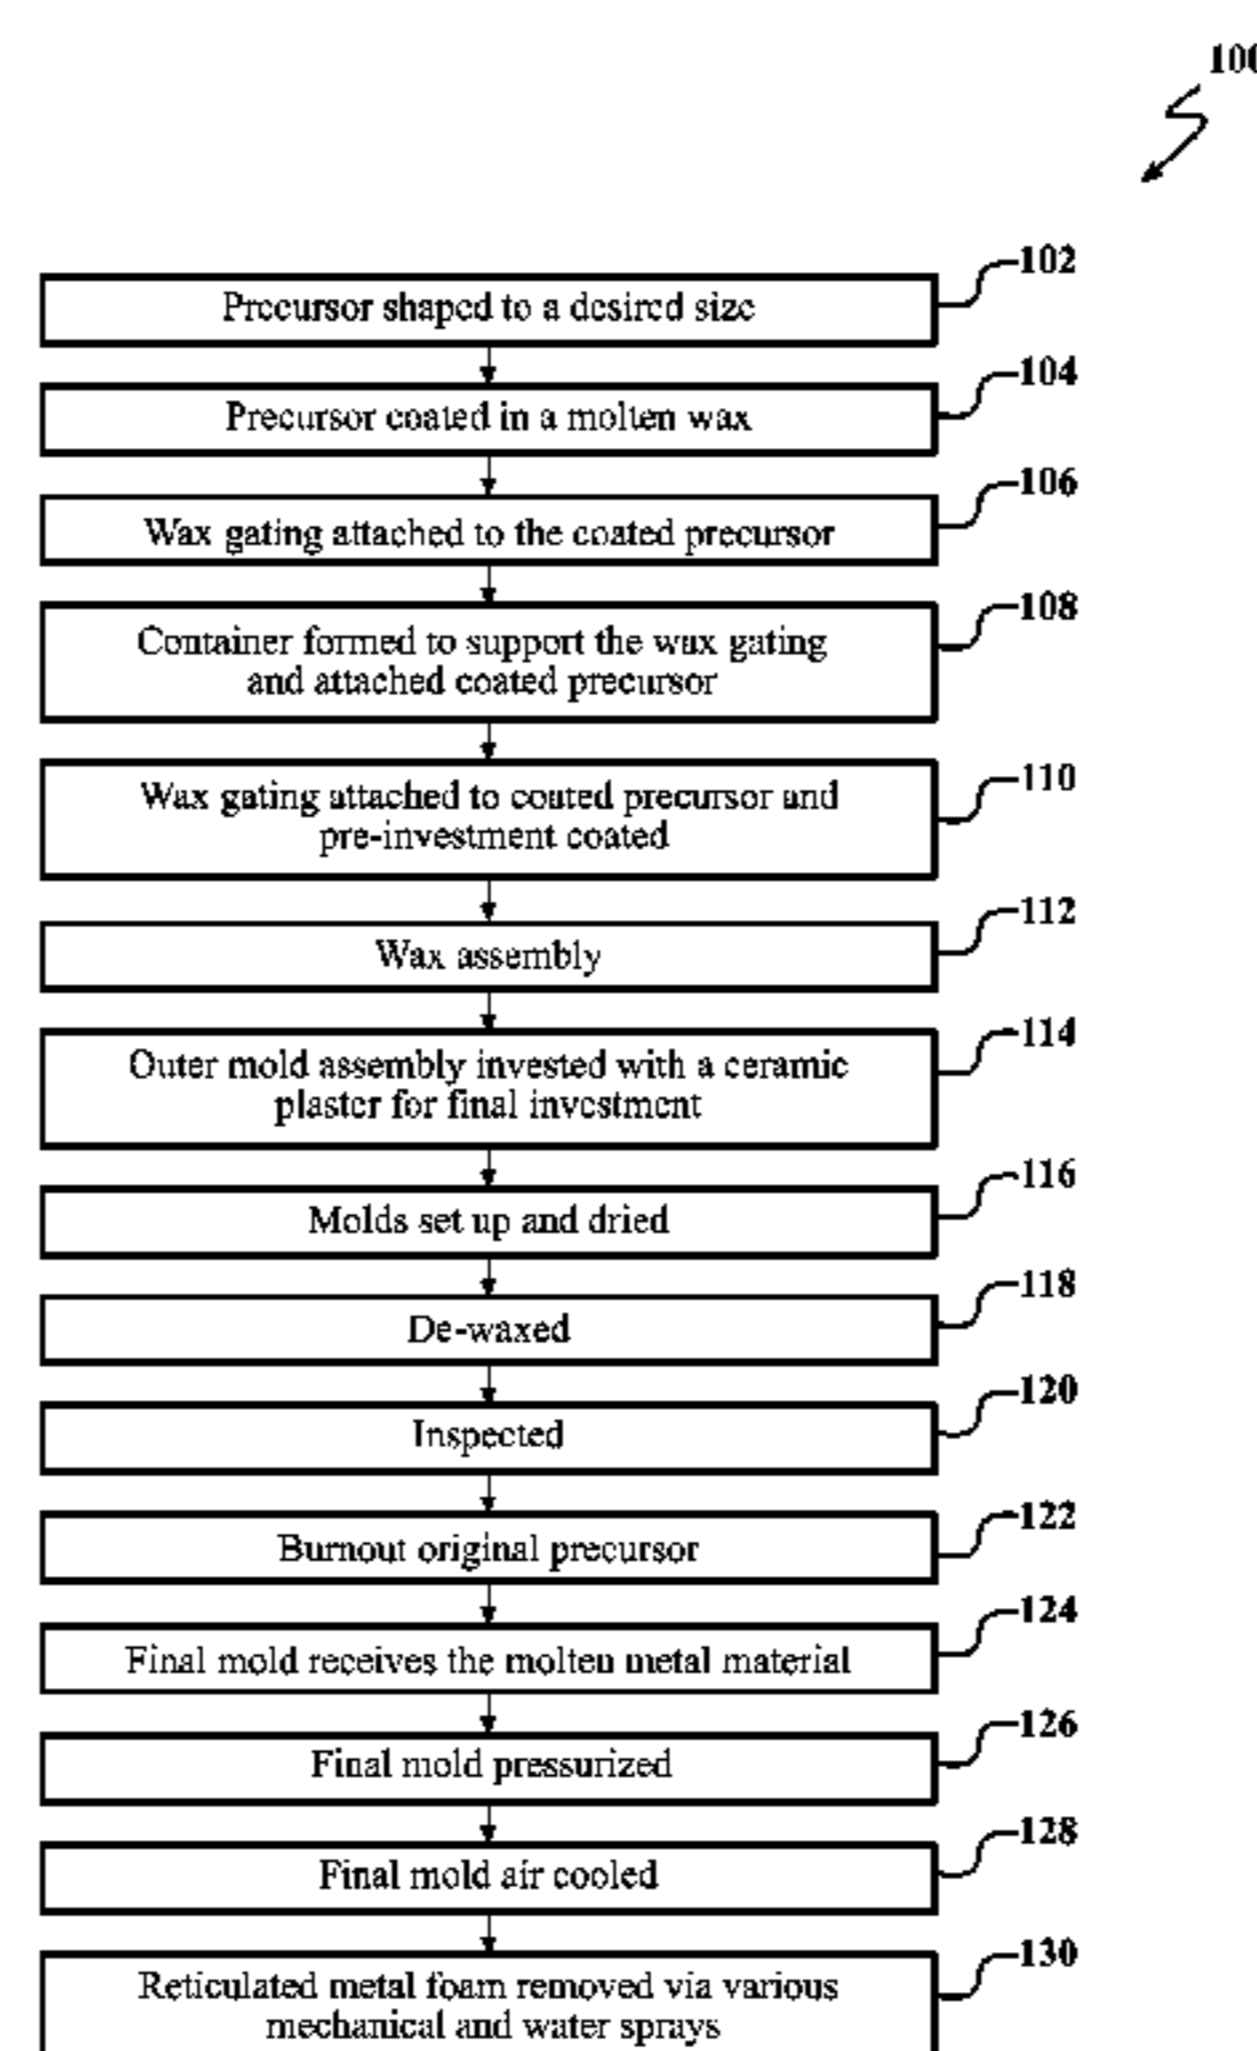 100
102
Precursor shaped to a desired size
104
Precursor coated in a molten wax
106
Wax gating attached to the coated precursor
108
Container formed to support the wax gating
and attached coated precursor
110
Wax gating attached to coated precursor and
pre-investment coated
112
Wax assembly
114
Outer mold assembly invested with a ceramic
plaster for final investment
116
Molds set up and dried
118
De-waxed
120
Inspected
122
Burnout original precursor
124
Final mold receives the molten metal material
126
Final mold pressurized
128
Final mold air cooled
130
Reticulated metal foam removed via various
mechanical and water sprays